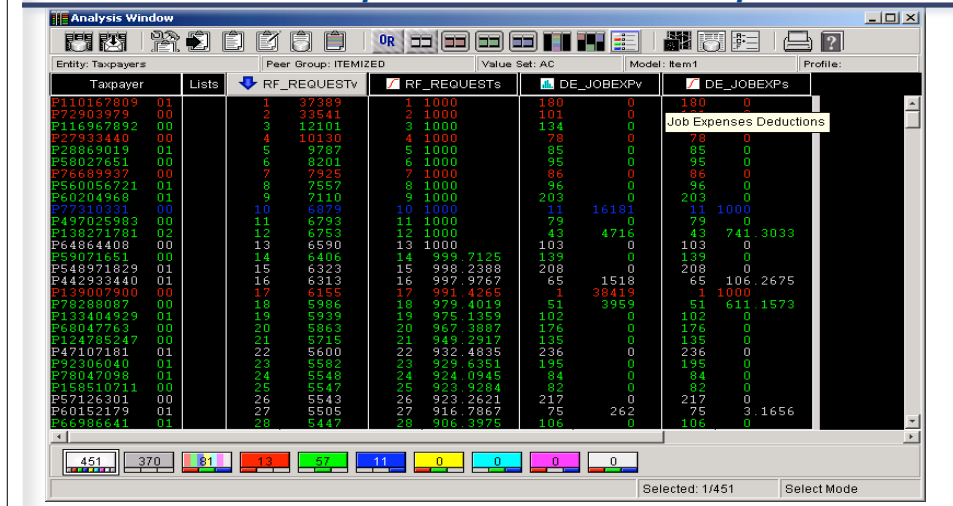 Analysis Window
OR
Entity: Taxpayers Peer Group: ITEMIZED Value Set: AC Model: Item1 Profile:
Taxpayer Lists RF_REQUESTv RF_REQUESTs DE_JOBEXPv DE_JOBEXPs
P110167809 01 1 37389 1 1000 180 0 180 0
P72903979 00 2 33541 2 1000 101 0
Job Expenses Deductions
P116967892 00 3 12101 3 1000 134 0
P27933440 00 4 10130 4 1000 78 0 78 0
P28869019 01 5 9787 5 1000 85 0 85 0
P58027651 00 6 8201 6 1000 95 0 95 0
P76689937 00 7 7925 7 1000 86 0 86 0
P560056721 01 8 7557 8 1000 96 0 96 0
P60204968 01 9 7110 9 1000 203 0 203 0
P77310331 00 10 6879 10 1000 11 16181 11 1000
P497025983 00 11 6793 11 1000 79 0 79 0
P138271781 02 12 6753 12 1000 43 4716 43 741.3033
P64864408 00 13 6590 13 1000 103 0 103 0
P59071651 00 14 6406 14 999.7125 139 0 139 0
P548971829 01 15 6323 15 998.2388 208 0 208 0
P442933440 01 16 6313 16 997.9767 65 1518 65 106.2675
P139007900 00 17 6155 17 991.4265 1 38419 1 1000
P78288087 00 18 5986 18 979.4019 51 3959 51 611.1573
P133404929 01 19 5939 19 975.1359 102 0 102 0
P68047763 00 20 5863 20 967.3887 176 0 176 0
P124785247 00 21 5715 21 949.2917 135 0 135 0
P47107181 01 22 5600 22 932.4835 236 0 236 0
P92306040 01 23 5582 23 929.6351 195 0 195 0
P78047098 01 24 5548 24 924.0945 84 0 84 0
P158510711 00 25 5547 25 923.9284 82 0 82 0
P57126301 00 26 5543 26 923.2621 217 0 217 0
P60152179 01 27 5505 27 916.7867 75 262 75 3.1656
P66986641 01 28 5447 28 906.3975 106 0 106 0
451 370 81 13 57 11 0 0 0 0
Selected: 1/451 Select Mode